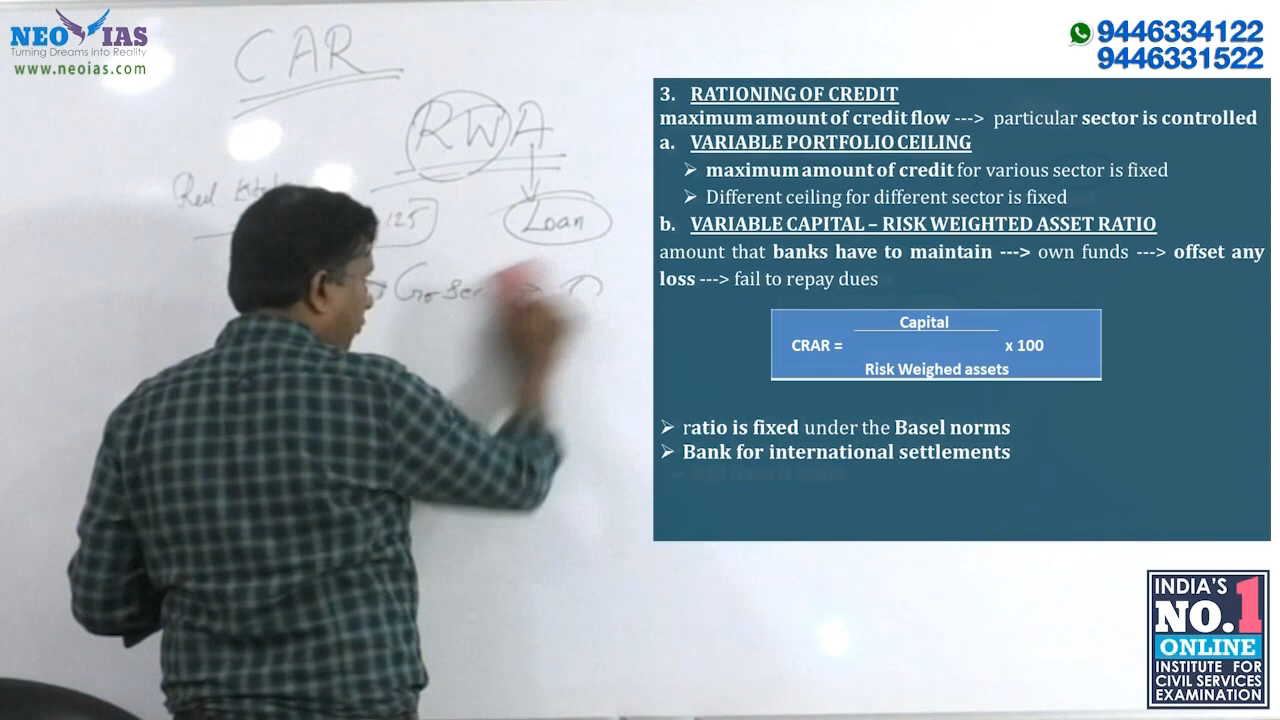 NEO IAS
Turning Dreams into Reality
www.neoias.com
CAR
RWA
125
Loan
9446334122
9446331522
3. RATIONING OF CREDIT
maximum amount of credit flow ---> particular sector is controlled
a. VARIABLE PORTFOLIO CEILING
➢ maximum amount of credit for various sector is fixed
➢ Different ceiling for different sector is fixed
b. VARIABLE CAPITAL – RISK WEIGHTED ASSET RATIO
amount that banks have to maintain ---> own funds ---> offset any
loss ---> fail to repay dues
Capital
CRAR = x 100
Risk Weighed assets
➢ ratio is fixed under the Basel norms
➢ Bank for international settlements
INDIA'S
NO.1
ONLINE
INSTITUTE FOR
CIVIL SERVICES
EXAMINATION